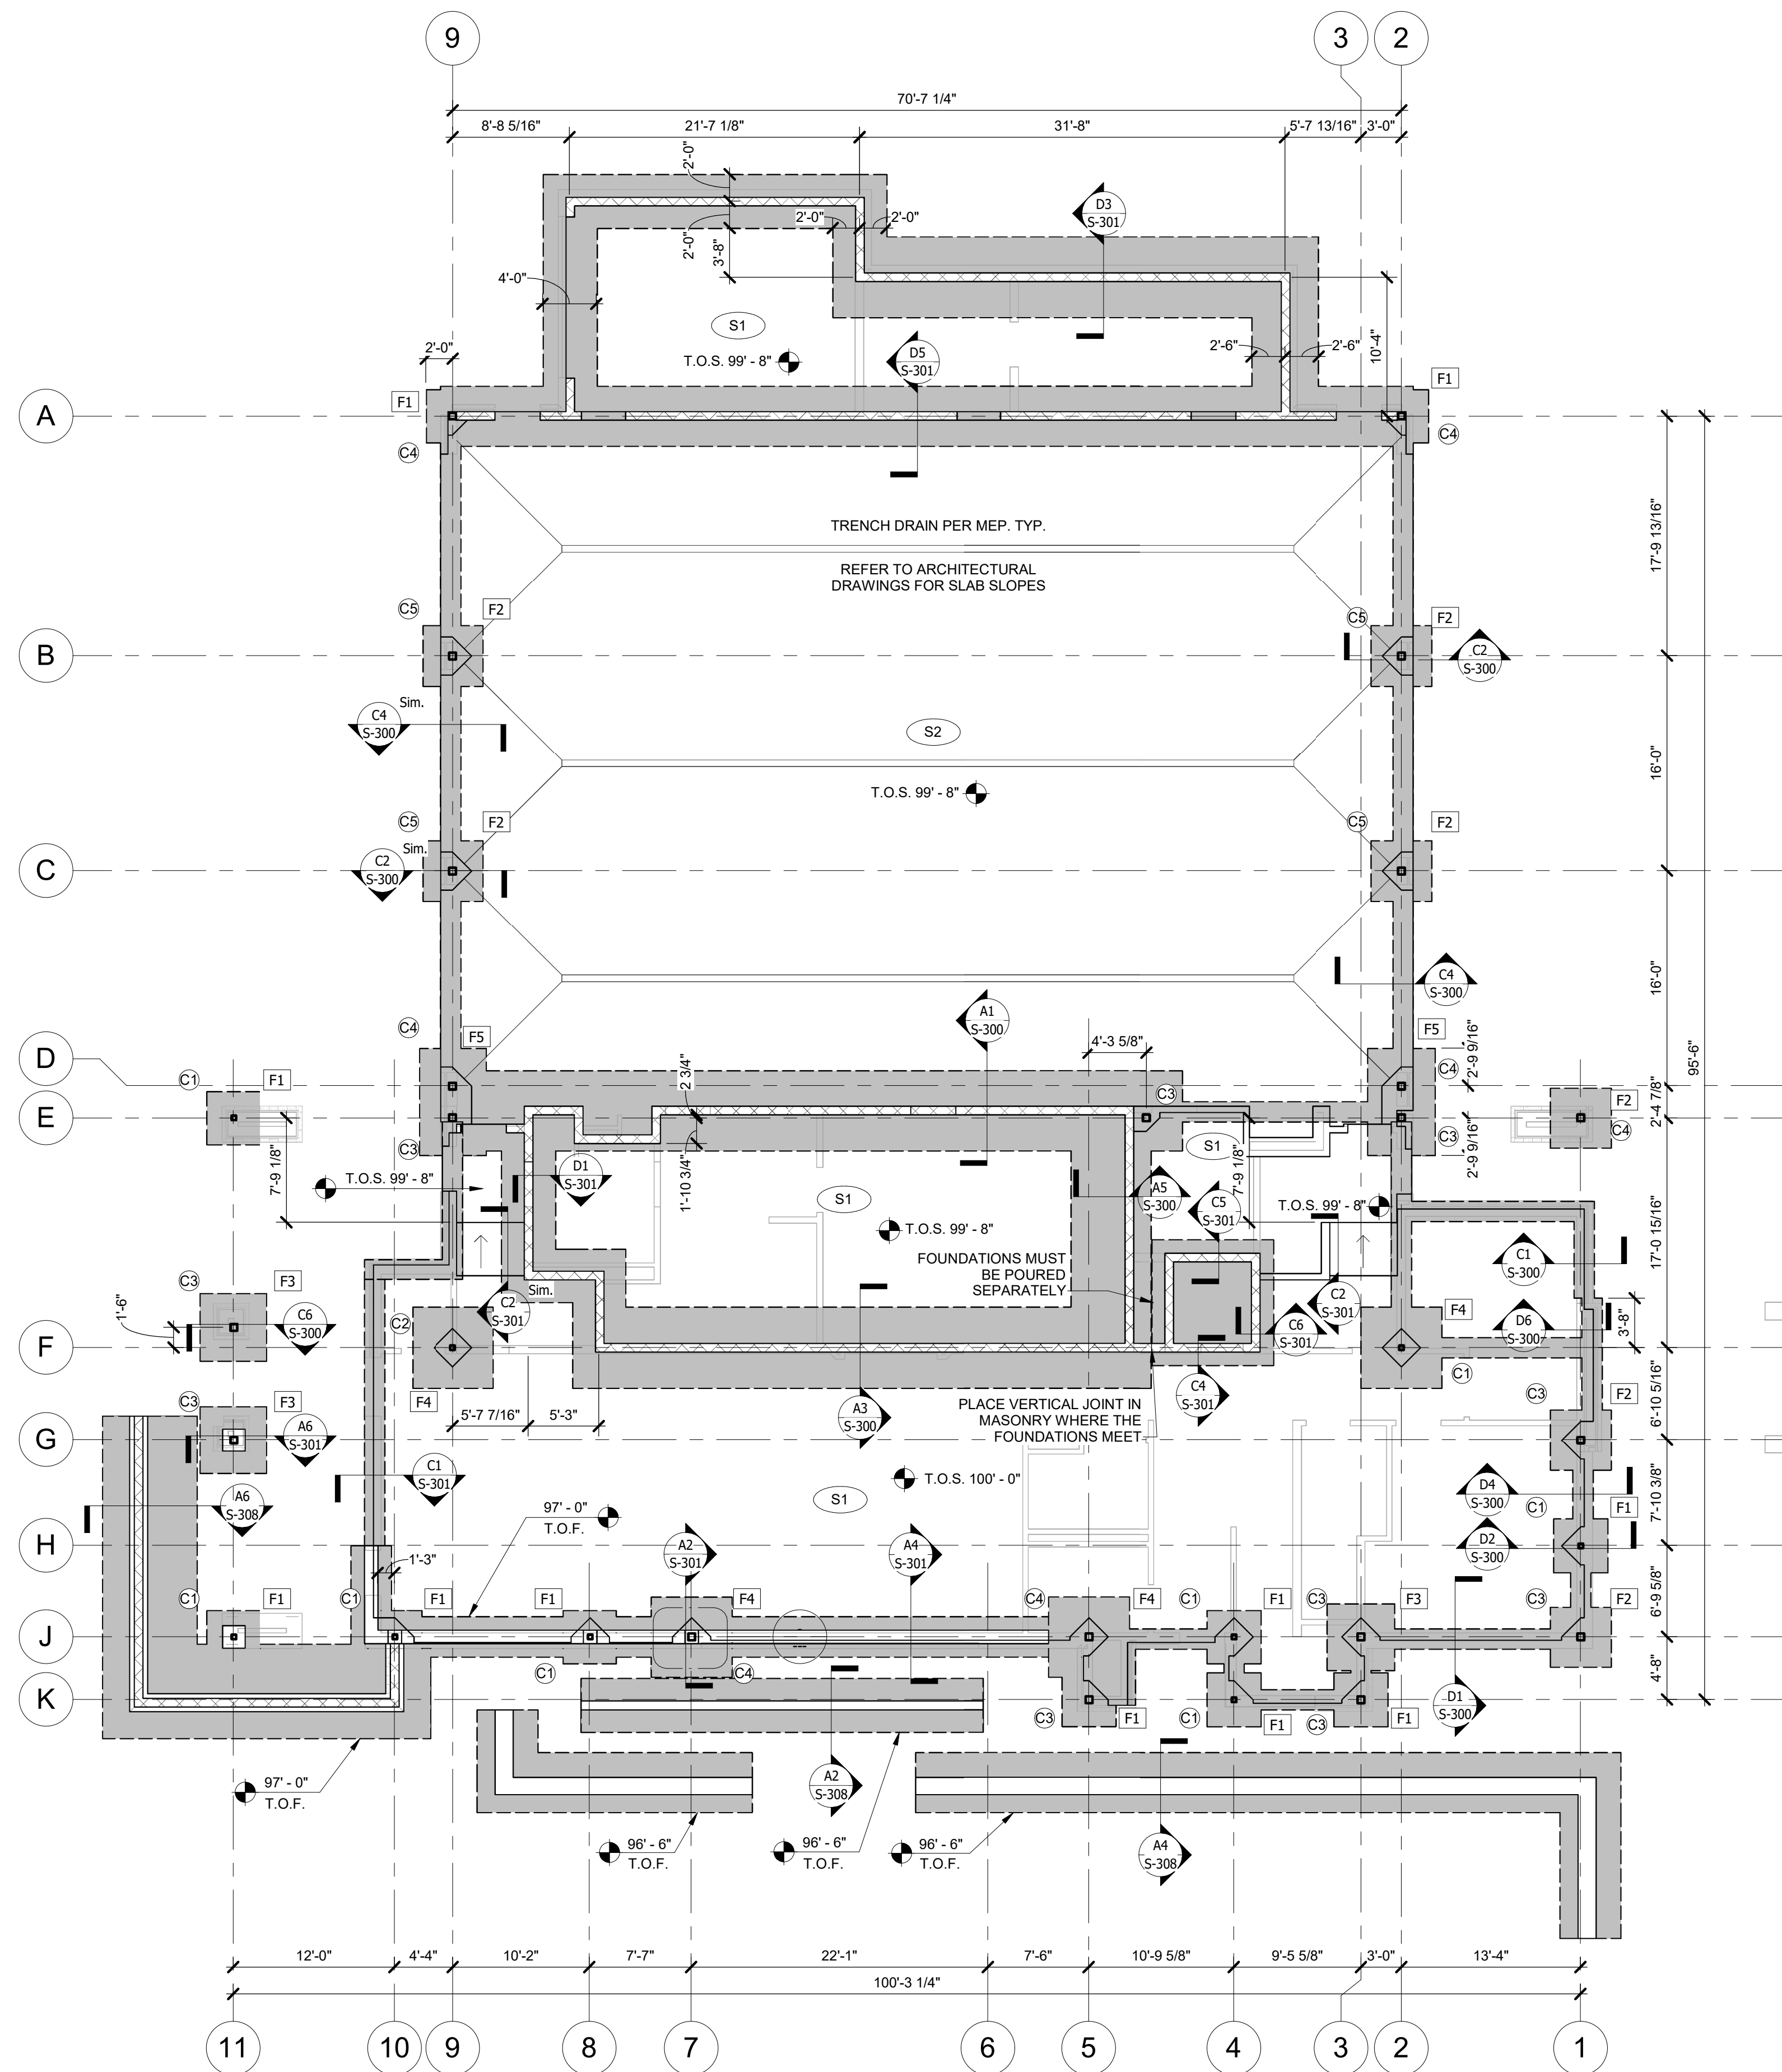 9
3
2
70'-7 1/4"
8'-8 5/16"
21'-7 1/8"
31'-8"
5'-7 13/16"
3'-0"
2'-0"
2'-0"
2'-0"
D3
S-301
2'-0"
3'-8"
4'-0"
S1
10'-4"
2'-0"
T.O.S. 99' - 8"
D5
S-301
2'-6"
2'-6"
F1
F1
A
C4
C4
17'-9 13/16"
TRENCH DRAIN PER MEP. TYP.
REFER TO ARCHITECTURAL
DRAWINGS FOR SLAB SLOPES
C5
F2
C5
F2
B
C2
S-300
Sim.
C4
S-300
S2
16'-0"
T.O.S. 99' - 8"
C5
F2
C5
F2
Sim.
C
C2
S-300
C4
S-300
16'-0"
A1
S-300
C4
F5
4'-3 5/8"
F5
2'-9 9/16"
95'-6"
D
C1
F1
2 3/4"
C3
C4
2'-4 7/8"
F2
E
C4
C3
S1
C3
2'-9 9/16"
7'-9 1/8"
D1
S-301
T.O.S. 99' - 8"
1'-10 3/4"
S1
A5
S-300
7'-9 1/8"
C5
S-301
T.O.S. 99' - 8"
17'-0 15/16"
T.O.S. 99' - 8"
FOUNDATIONS MUST
BE POURED
SEPARATELY
C1
S-300
C3
F3
Sim.
1'-6"
C6
S-300
C2
C2
S-301
C6
S-301
C2
S-301
F4
D6
S-300
3'-8"
F
C1
C3
F3
F4
C4
S-301
C3
F2
6'-10 5/16"
5'-7 7/16"
5'-3"
A3
S-300
PLACE VERTICAL JOINT IN
MASONRY WHERE THE
FOUNDATIONS MEET
G
A6
S-301
C1
S-301
T.O.S. 100' - 0"
S1
A6
S-308
97' - 0"
T.O.F.
D4
S-300
C1
F1
7'-10 3/8"
H
A2
S-301
A4
S-301
D2
S-300
1'-3"
C1
F1
C1
F1
F1
F4
C4
F4
C1
F1
C3
F3
C3
F2
6'-9 5/8"
J
---
C1
C4
4'-8"
K
C3
F1
C1
F1
C3
F1
D1
S-300
97' - 0"
T.O.F.
A2
S-308
96' - 6"
T.O.F.
96' - 6"
T.O.F.
96' - 6"
T.O.F.
A4
S-308
12'-0"
4'-4"
10'-2"
7'-7"
22'-1"
7'-6"
10'-9 5/8"
9'-5 5/8"
3'-0"
13'-4"
100'-3 1/4"
11
10
9
8
7
6
5
4
3
2
1